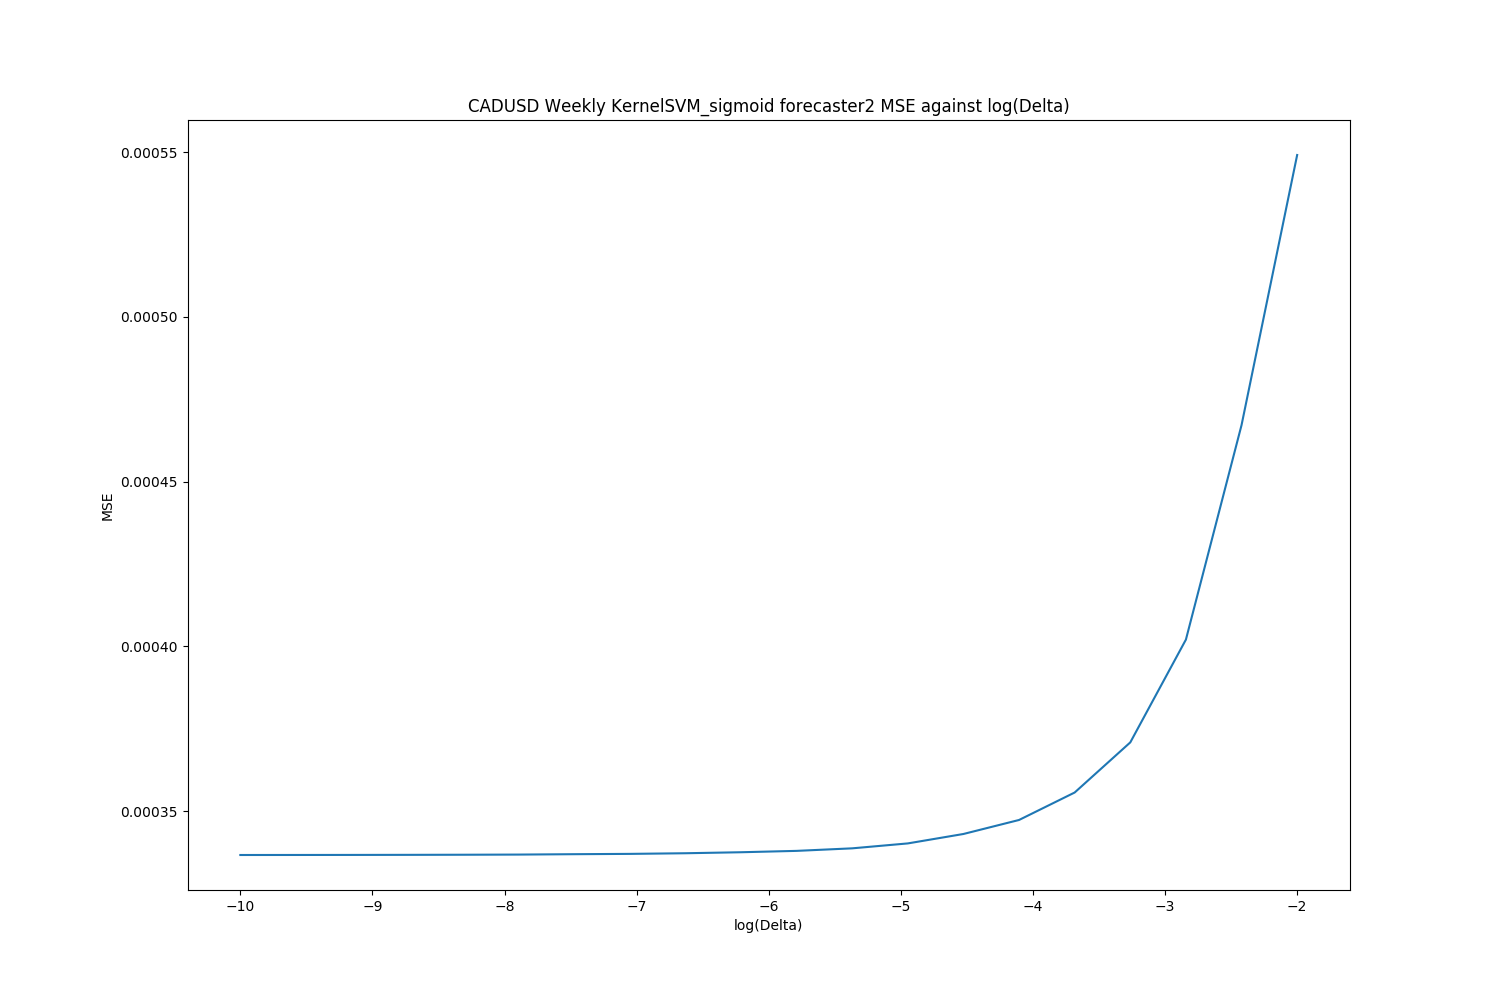 CADUSD Weekly KernelSVM_sigmoid forecaster2 MSE against log(Delta)
0.00055
0.00050
0.00045
0.00040
0.00035
MSE
−10 −9 −8 −7 −6 −5 −4 −3 −2
log(Delta)